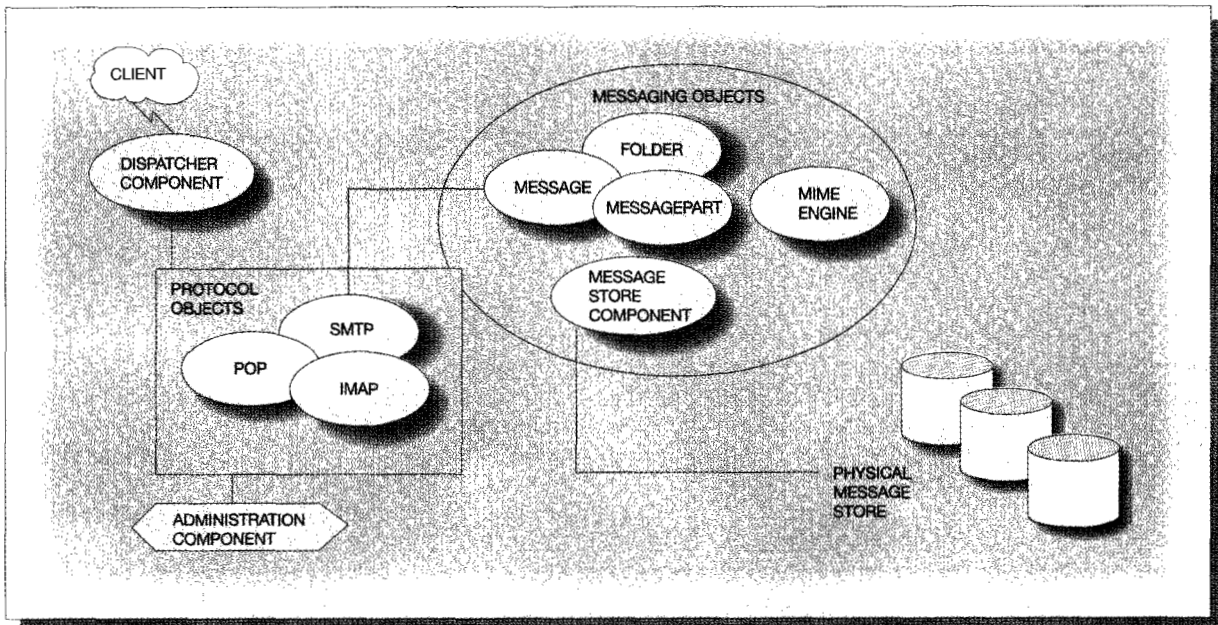 CLIENT
DISPATCHER
COMPONENT
PROTOCOL
OBJECTS
SMTP
POP
IMAP
ADMINISTRATION
COMPONENT
MESSAGING OBJECTS
FOLDER
MESSAGE
MESSAGEPART
MIME
ENGINE
MESSAGE
STORE
COMPONENT
PHYSICAL
MESSAGE
STORE